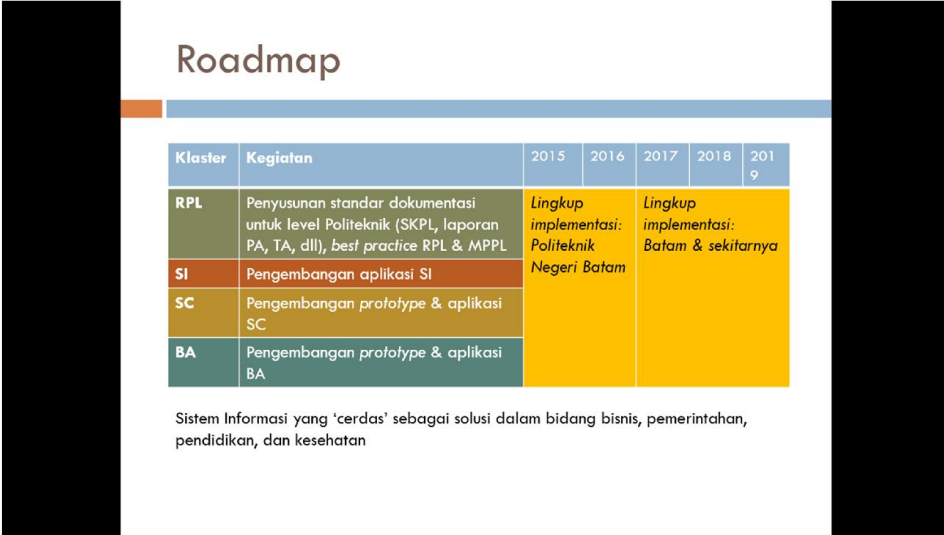 Roadmap
Klaster Kegiatan 2015 2016 2017 2018 201
9
RPL
Penyusunan standar dokumentasi
untuk level Politeknik (SKPL, laporan
PA, TA, dll), best practice RPL & MPPL
SI
Pengembangan aplikasi SI
SC
Pengembangan prototype & aplikasi
SC
BA
Pengembangan prototype & aplikasi
BA
Lingkup
implementasi:
Politeknik
Negeri Batam
Lingkup
implementasi:
Batam & sekitarnya
Sistem Informasi yang ‘cerdas’ sebagai solusi dalam bidang bisnis, pemerintahan,
pendidikan, dan kesehatan